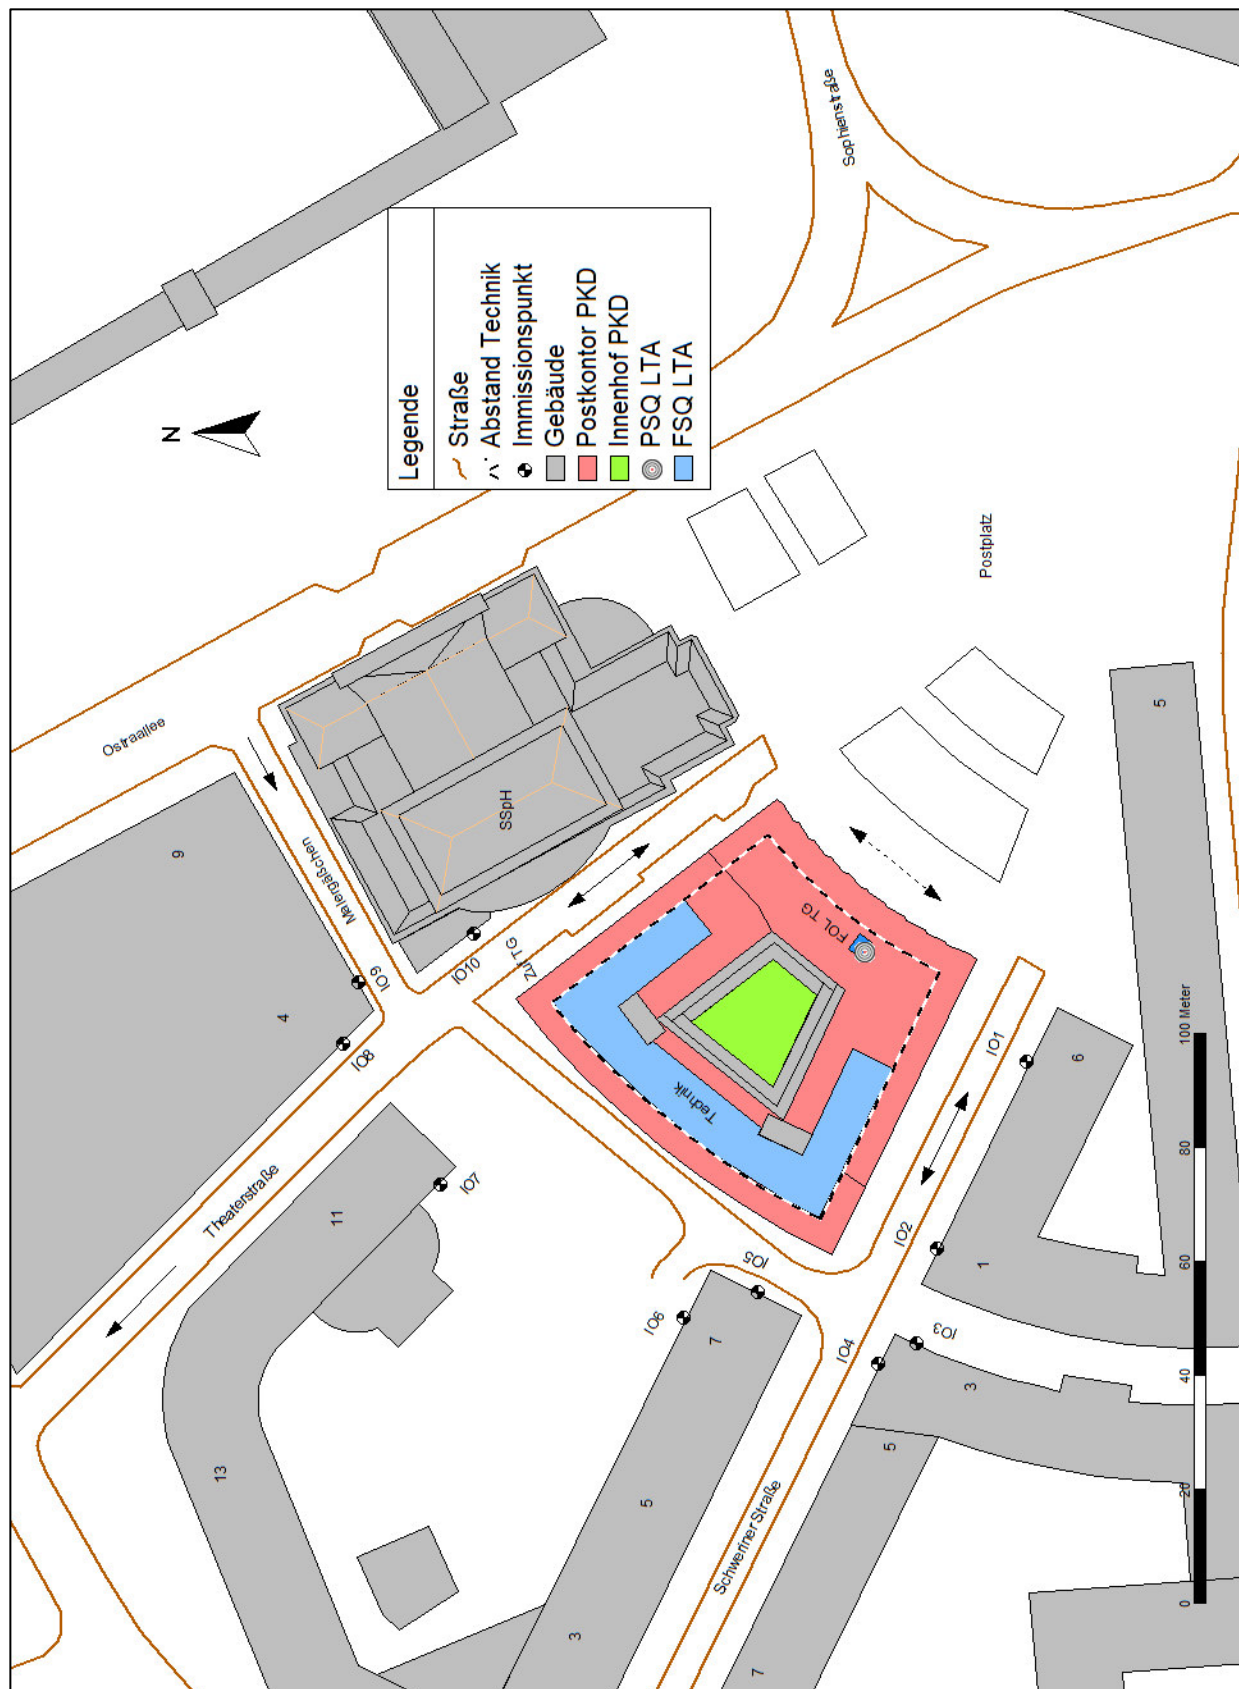 Legende
Straße
Abstand Technik
Immissionspunkt
Gebäude
Postkontor PKD
Innenhof PKD
PSQ LTA
FSQ LTA
N
Sophienstraße
Postplatz
Ostraallee
Malergäßchen
Theaterstraße
Schweriner Straße
SSpH
Zuf TG
FOL TG
Technik
IO1
IO2
IO3
IO4
IO5
IO6
IO7
IO8
IO9
IO10
9
4
11
13
7
5
3
1
6
5
3
5
7
0
20
40
60
80
100 Meter